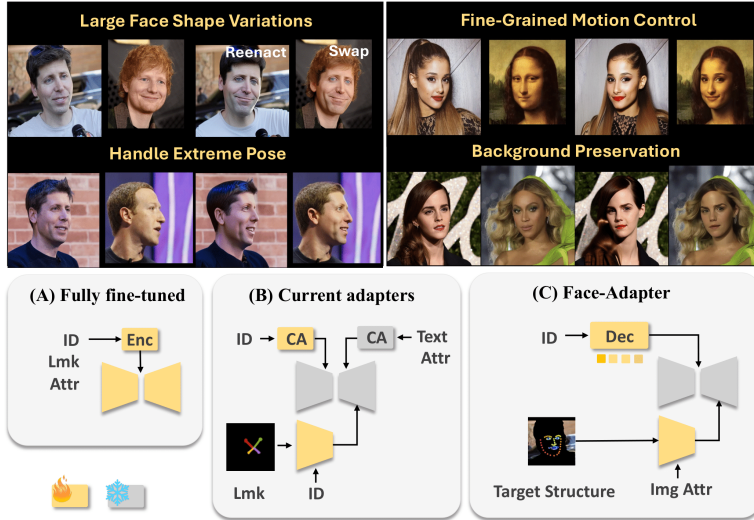 Large Face Shape Variations
Reenact
Swap
Handle Extreme Pose
Fine-Grained Motion Control
Background Preservation
(A) Fully fine-tuned
ID
Lmk
Attr
Enc
(B) Current adapters
ID
CA
CA
Text
Attr
Lmk
ID
(C) Face-Adapter
ID
Dec
Target Structure
Img Attr